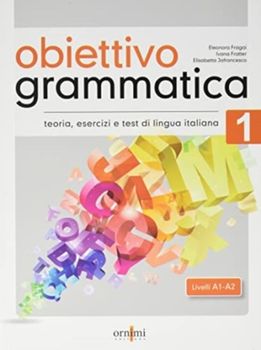 Eleonora Fragai
Ivana Fratter
Elisabetta Jafrancesco
obiettivo
grammatica
teoria, esercizi e test di lingua italiana
1
Livelli A1-A2
ornimi
EDITIONS